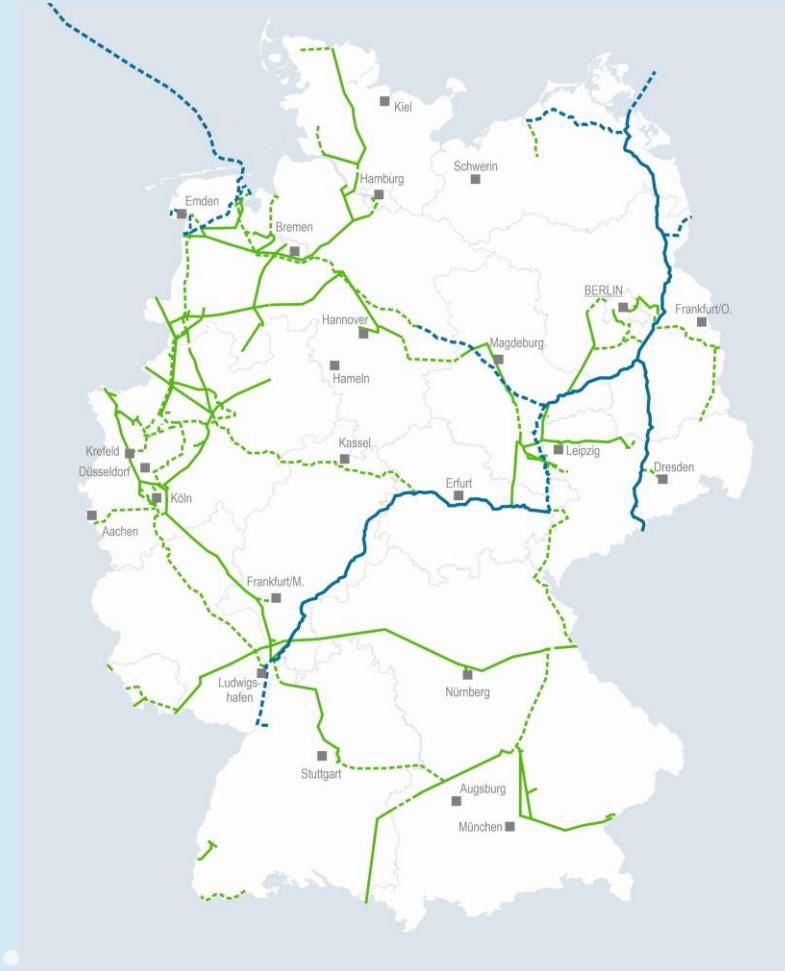 Kiel
Schwerin
Hamburg
Emden
Bremen
BERLIN
Frankfurt/O.
Hannover
Magdeburg
Hameln
Krefeld
Kassel
Leipzig
Düsseldorf
Dresden
Erfurt
Köln
Aachen
Frankfurt/M.
Ludwigs-
hafen
Nürnberg
Stuttgart
Augsburg
München